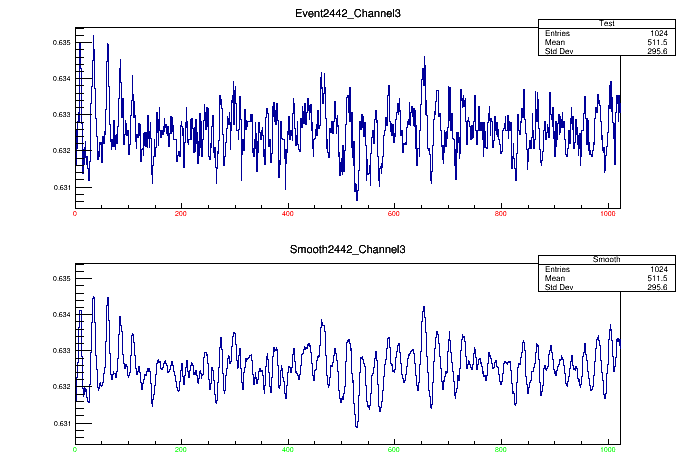 Event2442_Channel3
Test
Entries 1024
Mean 511.5
Std Dev 295.6
0.635
0.634
0.633
0.632
0.631
0 200 400 600 800 1000
Smooth2442_Channel3
Smooth
Entries 1024
Mean 511.5
Std Dev 295.6
0.635
0.634
0.633
0.632
0.631
0 200 400 600 800 1000